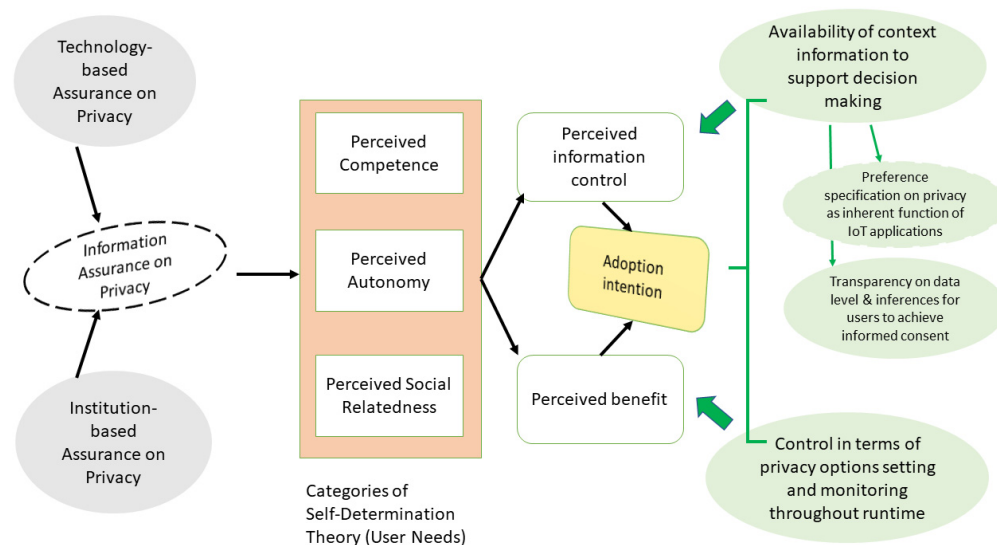 Technology-
based
Assurance on
Privacy
Information
Assurance on
Privacy
Institution-
based
Assurance on
Privacy
Perceived
Competence
Perceived
Autonomy
Perceived Social
Relatedness
Categories of
Self-Determination
Theory (User Needs)
Perceived
information
control
Adoption
intention
Perceived benefit
Availability of context
information to
support decision
making
Preference
specification on privacy
as inherent function of
IoT applications
Transparency on data
level & inferences for
users to achieve
informed consent
Control in terms of
privacy options setting
and monitoring
throughout runtime